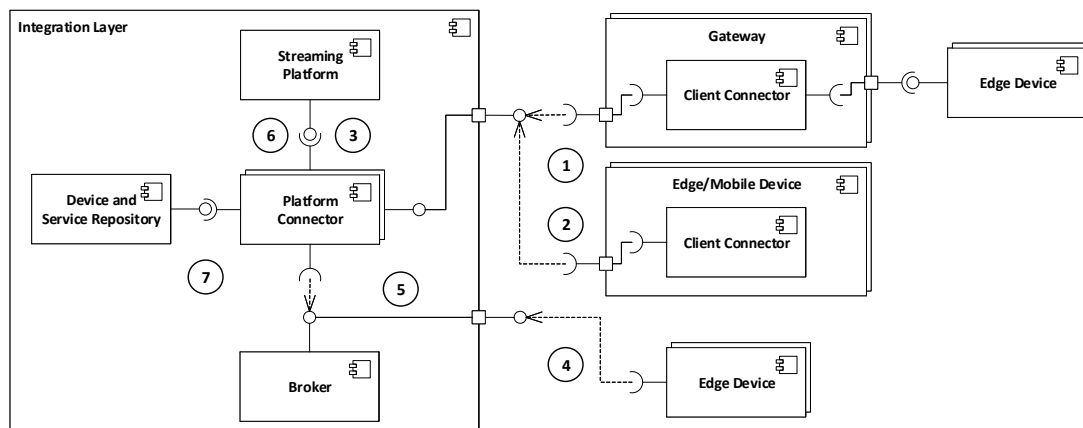 Integration Layer
Streaming
Platform
6
3
Device and
Service Repository
Platform
Connector
7
5
Broker
Gateway
Client Connector
Edge Device
1
Edge/Mobile Device
2
Client Connector
4
Edge Device